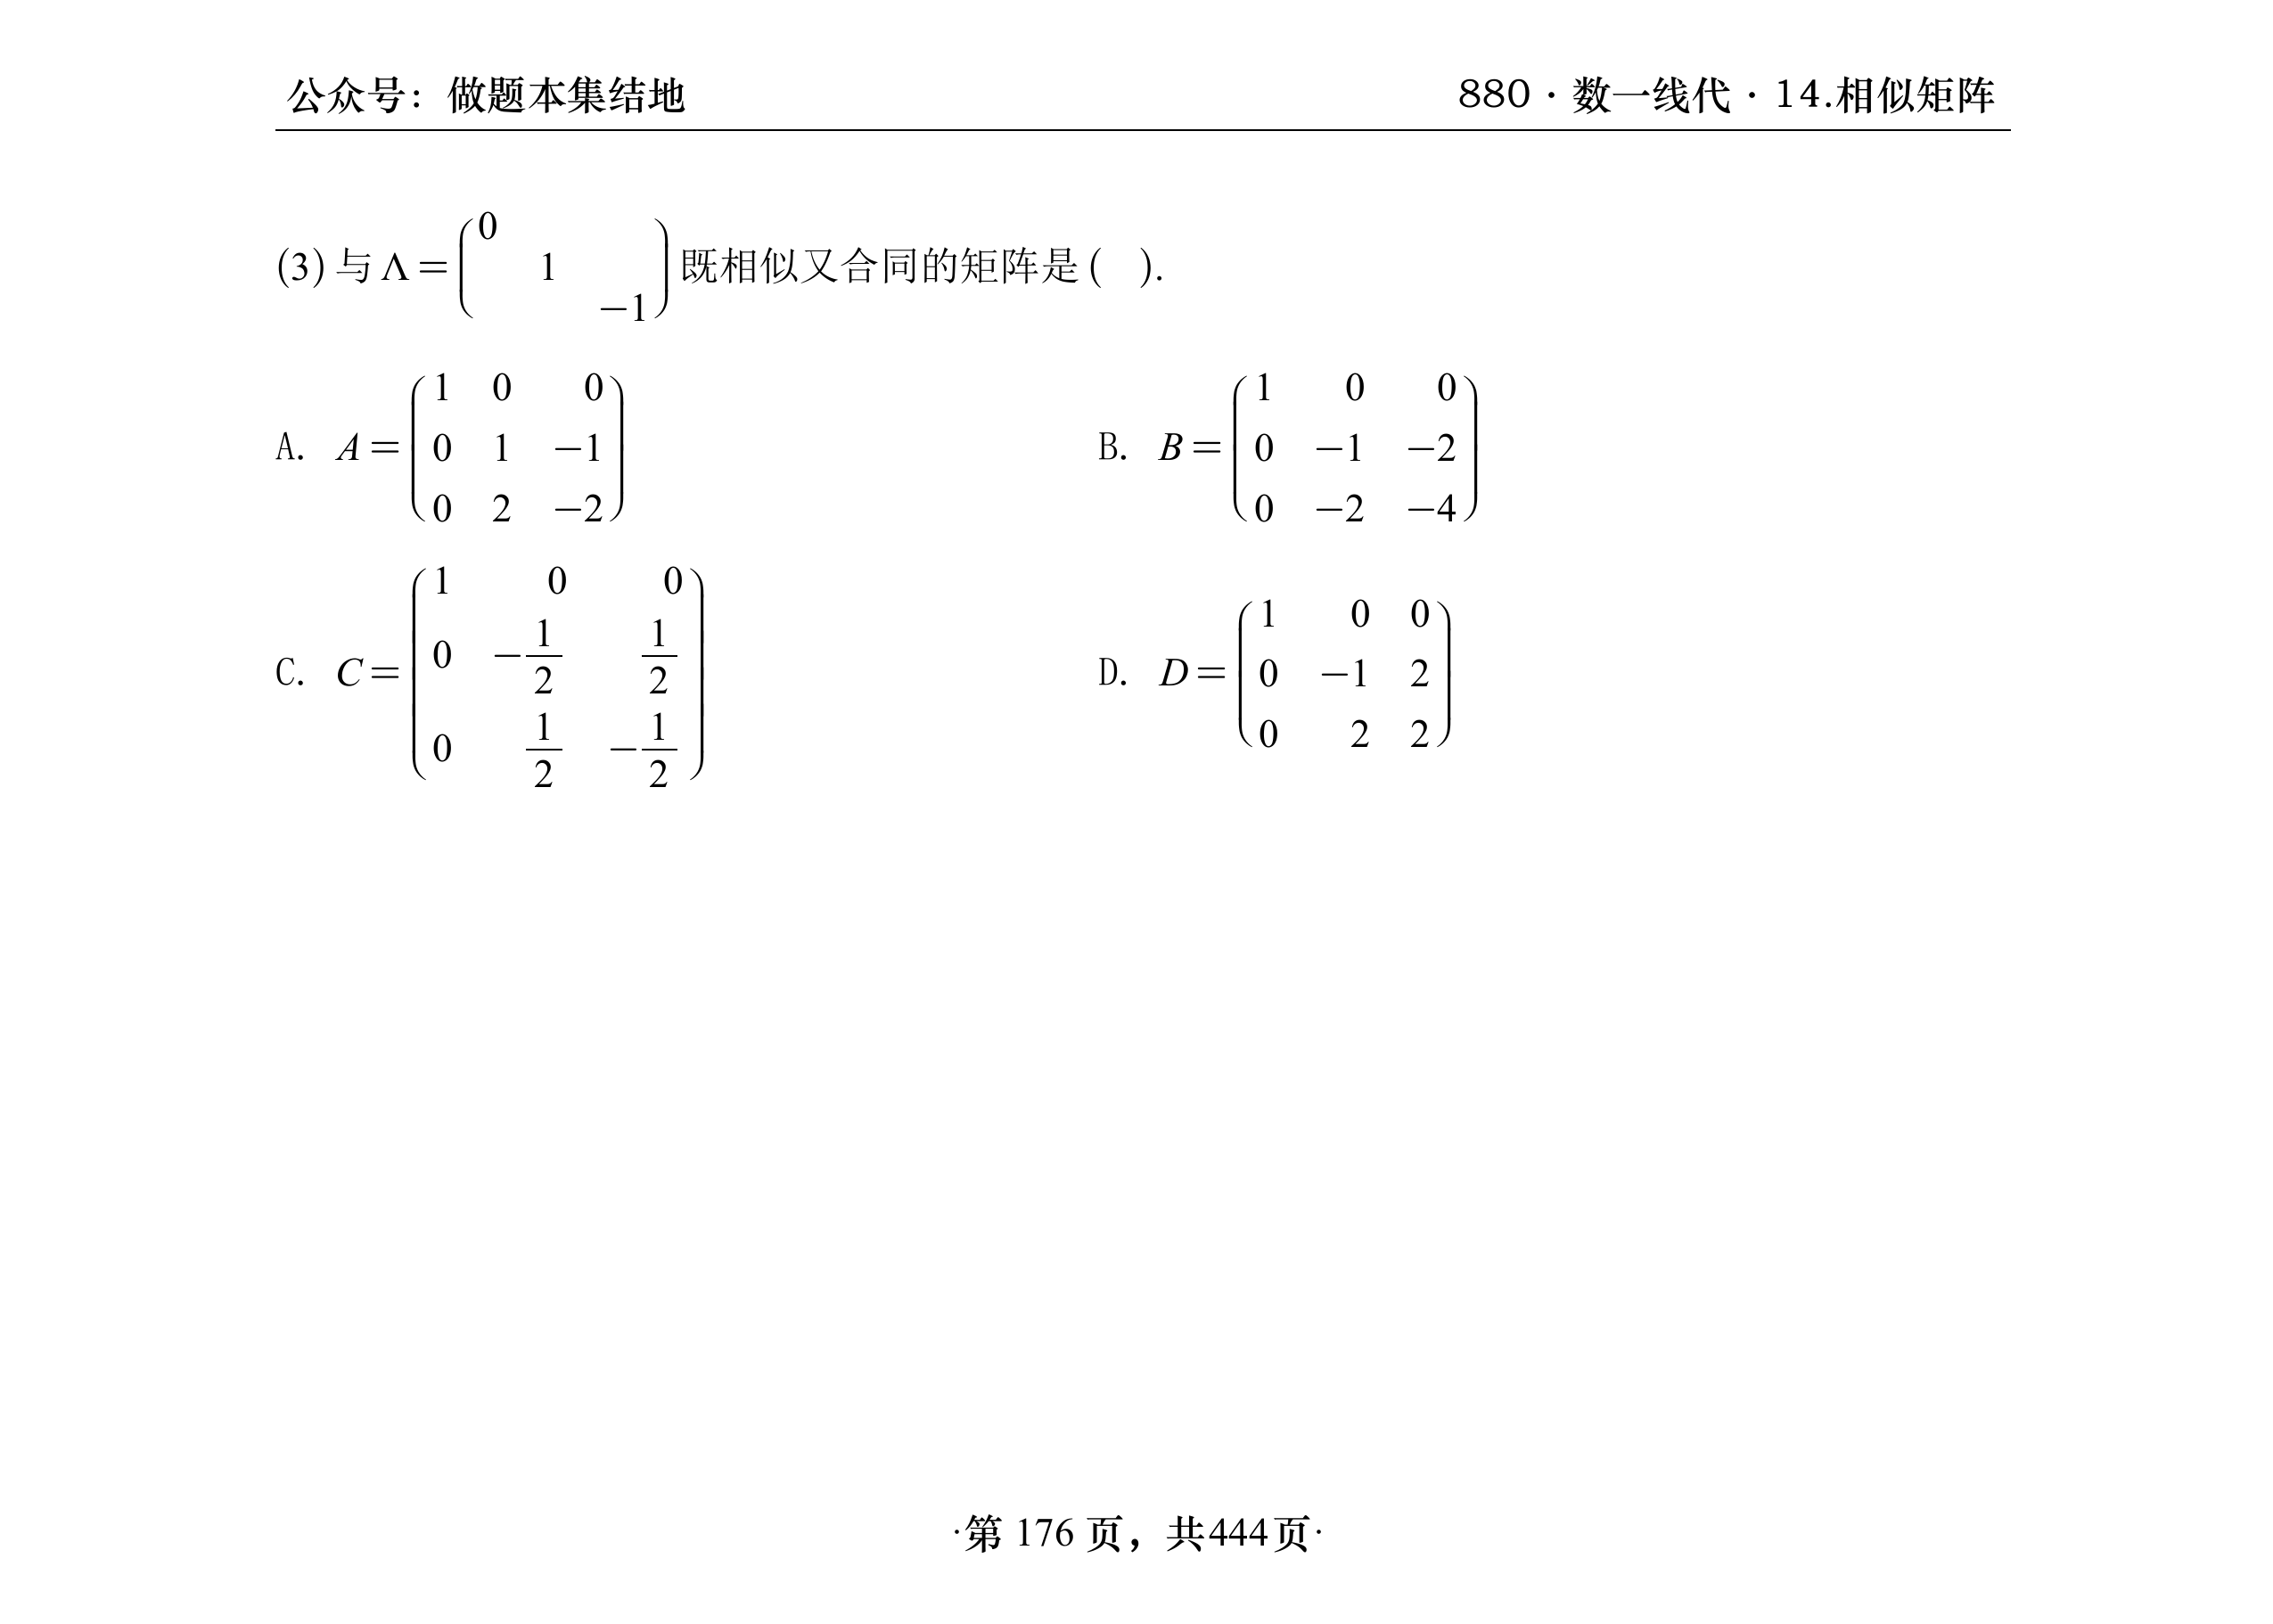 公众号：做题本集结地 880·数一线代·14.相似矩阵
(3) 与 Λ = \begin{pmatrix} 0 & & \\ & 1 & \\ & & -1 \end{pmatrix} 既相似又合同的矩阵是 ( ).
A. A = \begin{pmatrix} 1 & 0 & 0 \\ 0 & 1 & -1 \\ 0 & 2 & -2 \end{pmatrix} B. B = \begin{pmatrix} 1 & 0 & 0 \\ 0 & -1 & -2 \\ 0 & -2 & -4 \end{pmatrix}
C. C = \begin{pmatrix} 1 & 0 & 0 \\ 0 & -\frac{1}{2} & \frac{1}{2} \\ 0 & \frac{1}{2} & -\frac{1}{2} \end{pmatrix} D. D = \begin{pmatrix} 1 & 0 & 0 \\ 0 & -1 & 2 \\ 0 & 2 & 2 \end{pmatrix}
·第 176 页，共444页·